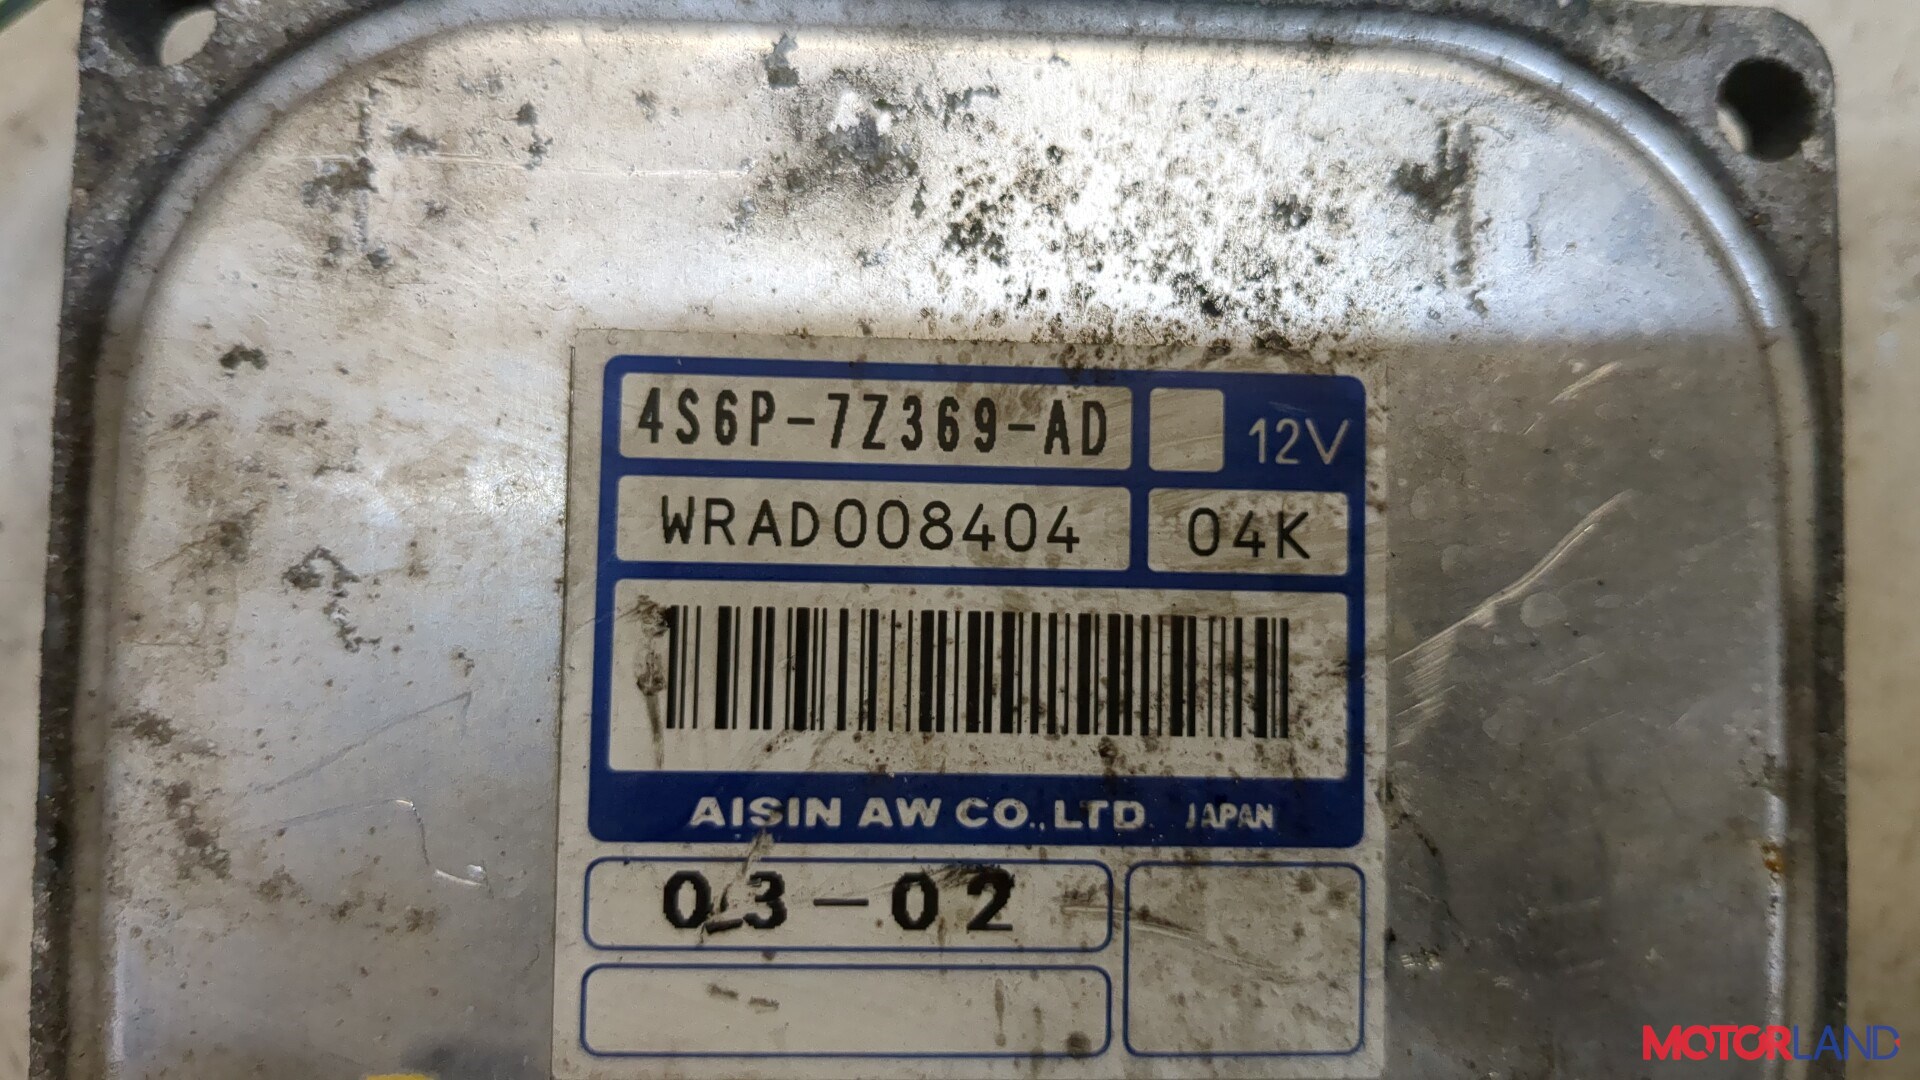 4S6P-7Z369-AD
12V
WRAD008404
04K
AISIN AW CO., LTD. JAPAN
03-02
MOTORLAND